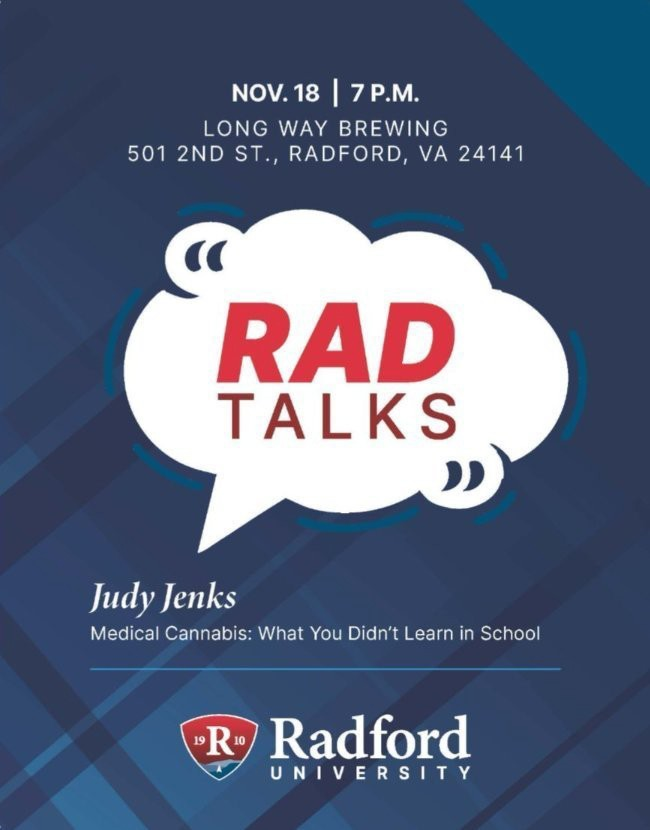 NOV. 18 | 7 P.M.
LONG WAY BREWING
501 2ND ST., RADFORD, VA 24141
“
RAD
TALKS
”
Judy Jenks
Medical Cannabis: What You Didn't Learn in School
19 R 10
Radford
UNIVERSITY